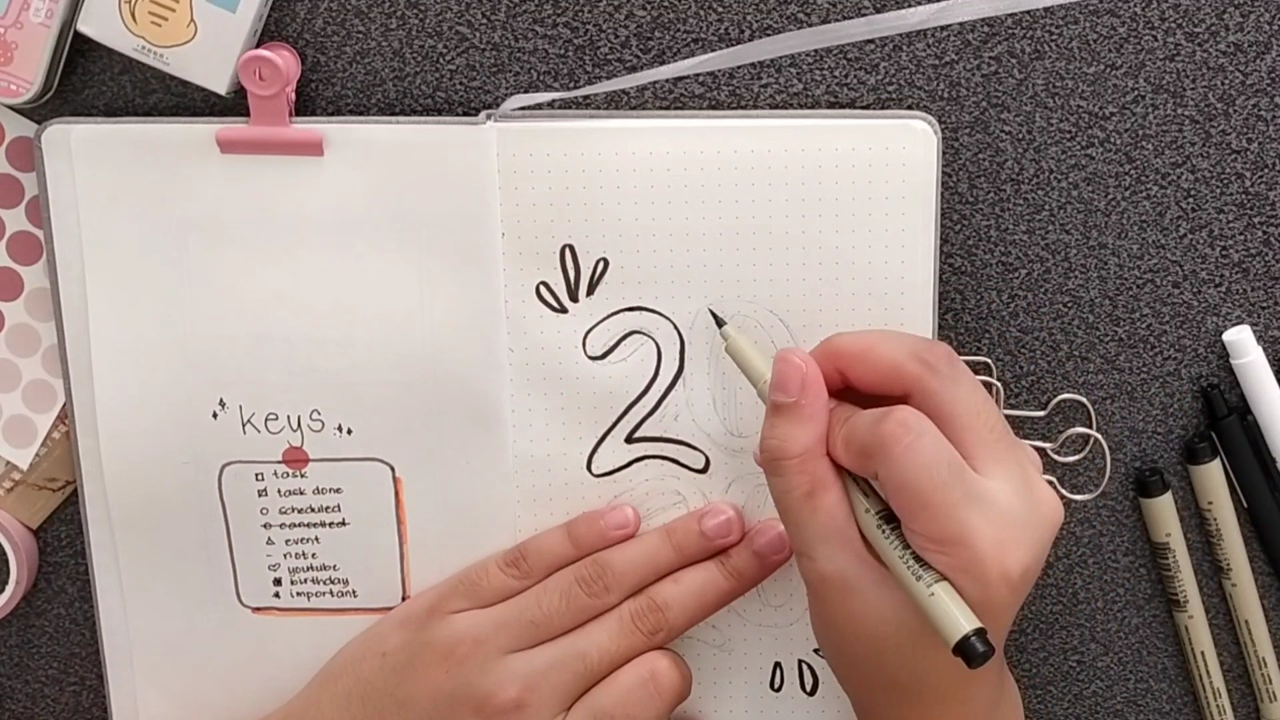 keys
task
task done
scheduled
cancelled
event
note
youtube
birthday
important
2